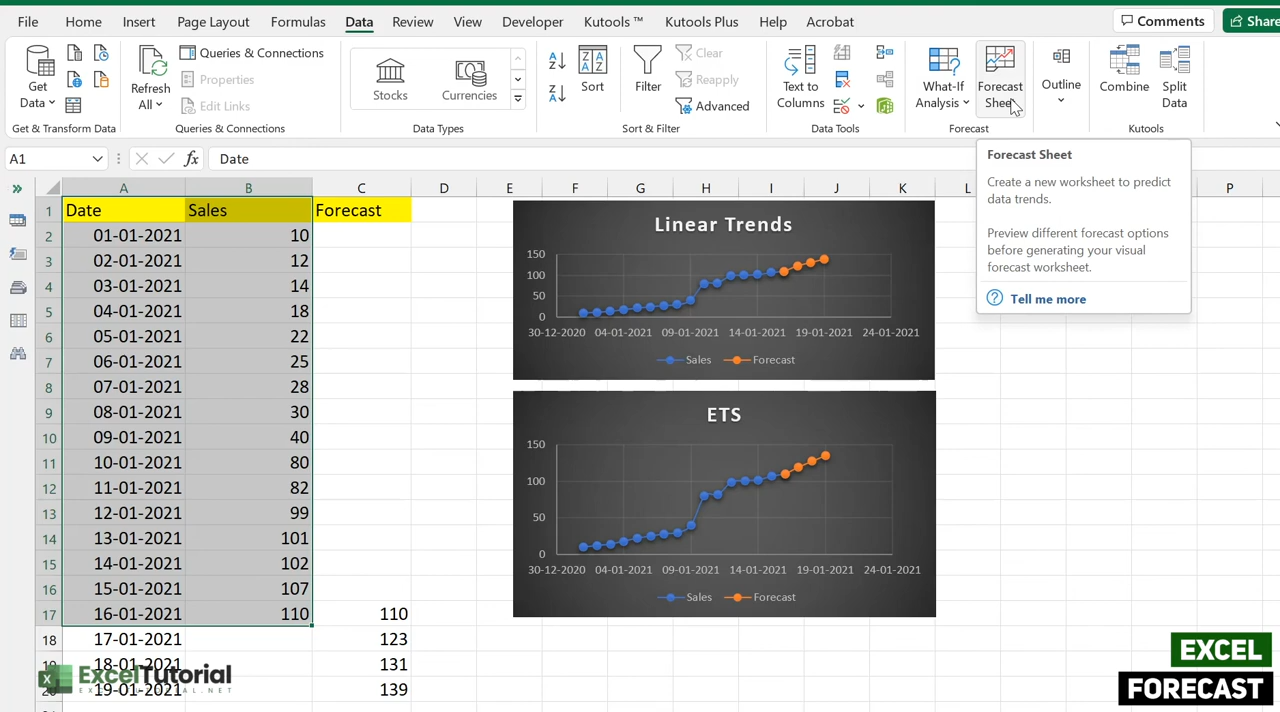 File Home Insert Page Layout Formulas Data Review View Developer Kutools ™ Kutools Plus Help Acrobat Comments Share
Get Data
Refresh All
Queries & Connections
Properties
Edit Links
Stocks
Currencies
Sort
Filter
Clear
Reapply
Advanced
Text to Columns
What-If Analysis
Forecast Sheet
Outline
Combine
Split Data
Get & Transform Data Queries & Connections Data Types Sort & Filter Data Tools Forecast Kutools
A1 fx Date
Forecast Sheet
Create a new worksheet to predict
data trends.
Preview different forecast options
before generating your visual
forecast worksheet.
Tell me more
A B C D E F G H I J K L P
1 Date Sales Forecast
2 01-01-2021 10
3 02-01-2021 12
4 03-01-2021 14
5 04-01-2021 18
6 05-01-2021 22
7 06-01-2021 25
8 07-01-2021 28
9 08-01-2021 30
10 09-01-2021 40
11 10-01-2021 80
12 11-01-2021 82
13 12-01-2021 99
14 13-01-2021 101
15 14-01-2021 102
16 15-01-2021 107
17 16-01-2021 110 110
18 17-01-2021 123
19 18-01-2021 131
20 19-01-2021 139
Linear Trends
150
100
50
0
30-12-2020 04-01-2021 09-01-2021 14-01-2021 19-01-2021 24-01-2021
Sales Forecast
ETS
150
100
50
0
30-12-2020 04-01-2021 09-01-2021 14-01-2021 19-01-2021 24-01-2021
Sales Forecast
ExcelTutorial
EXCEL
FORECAST